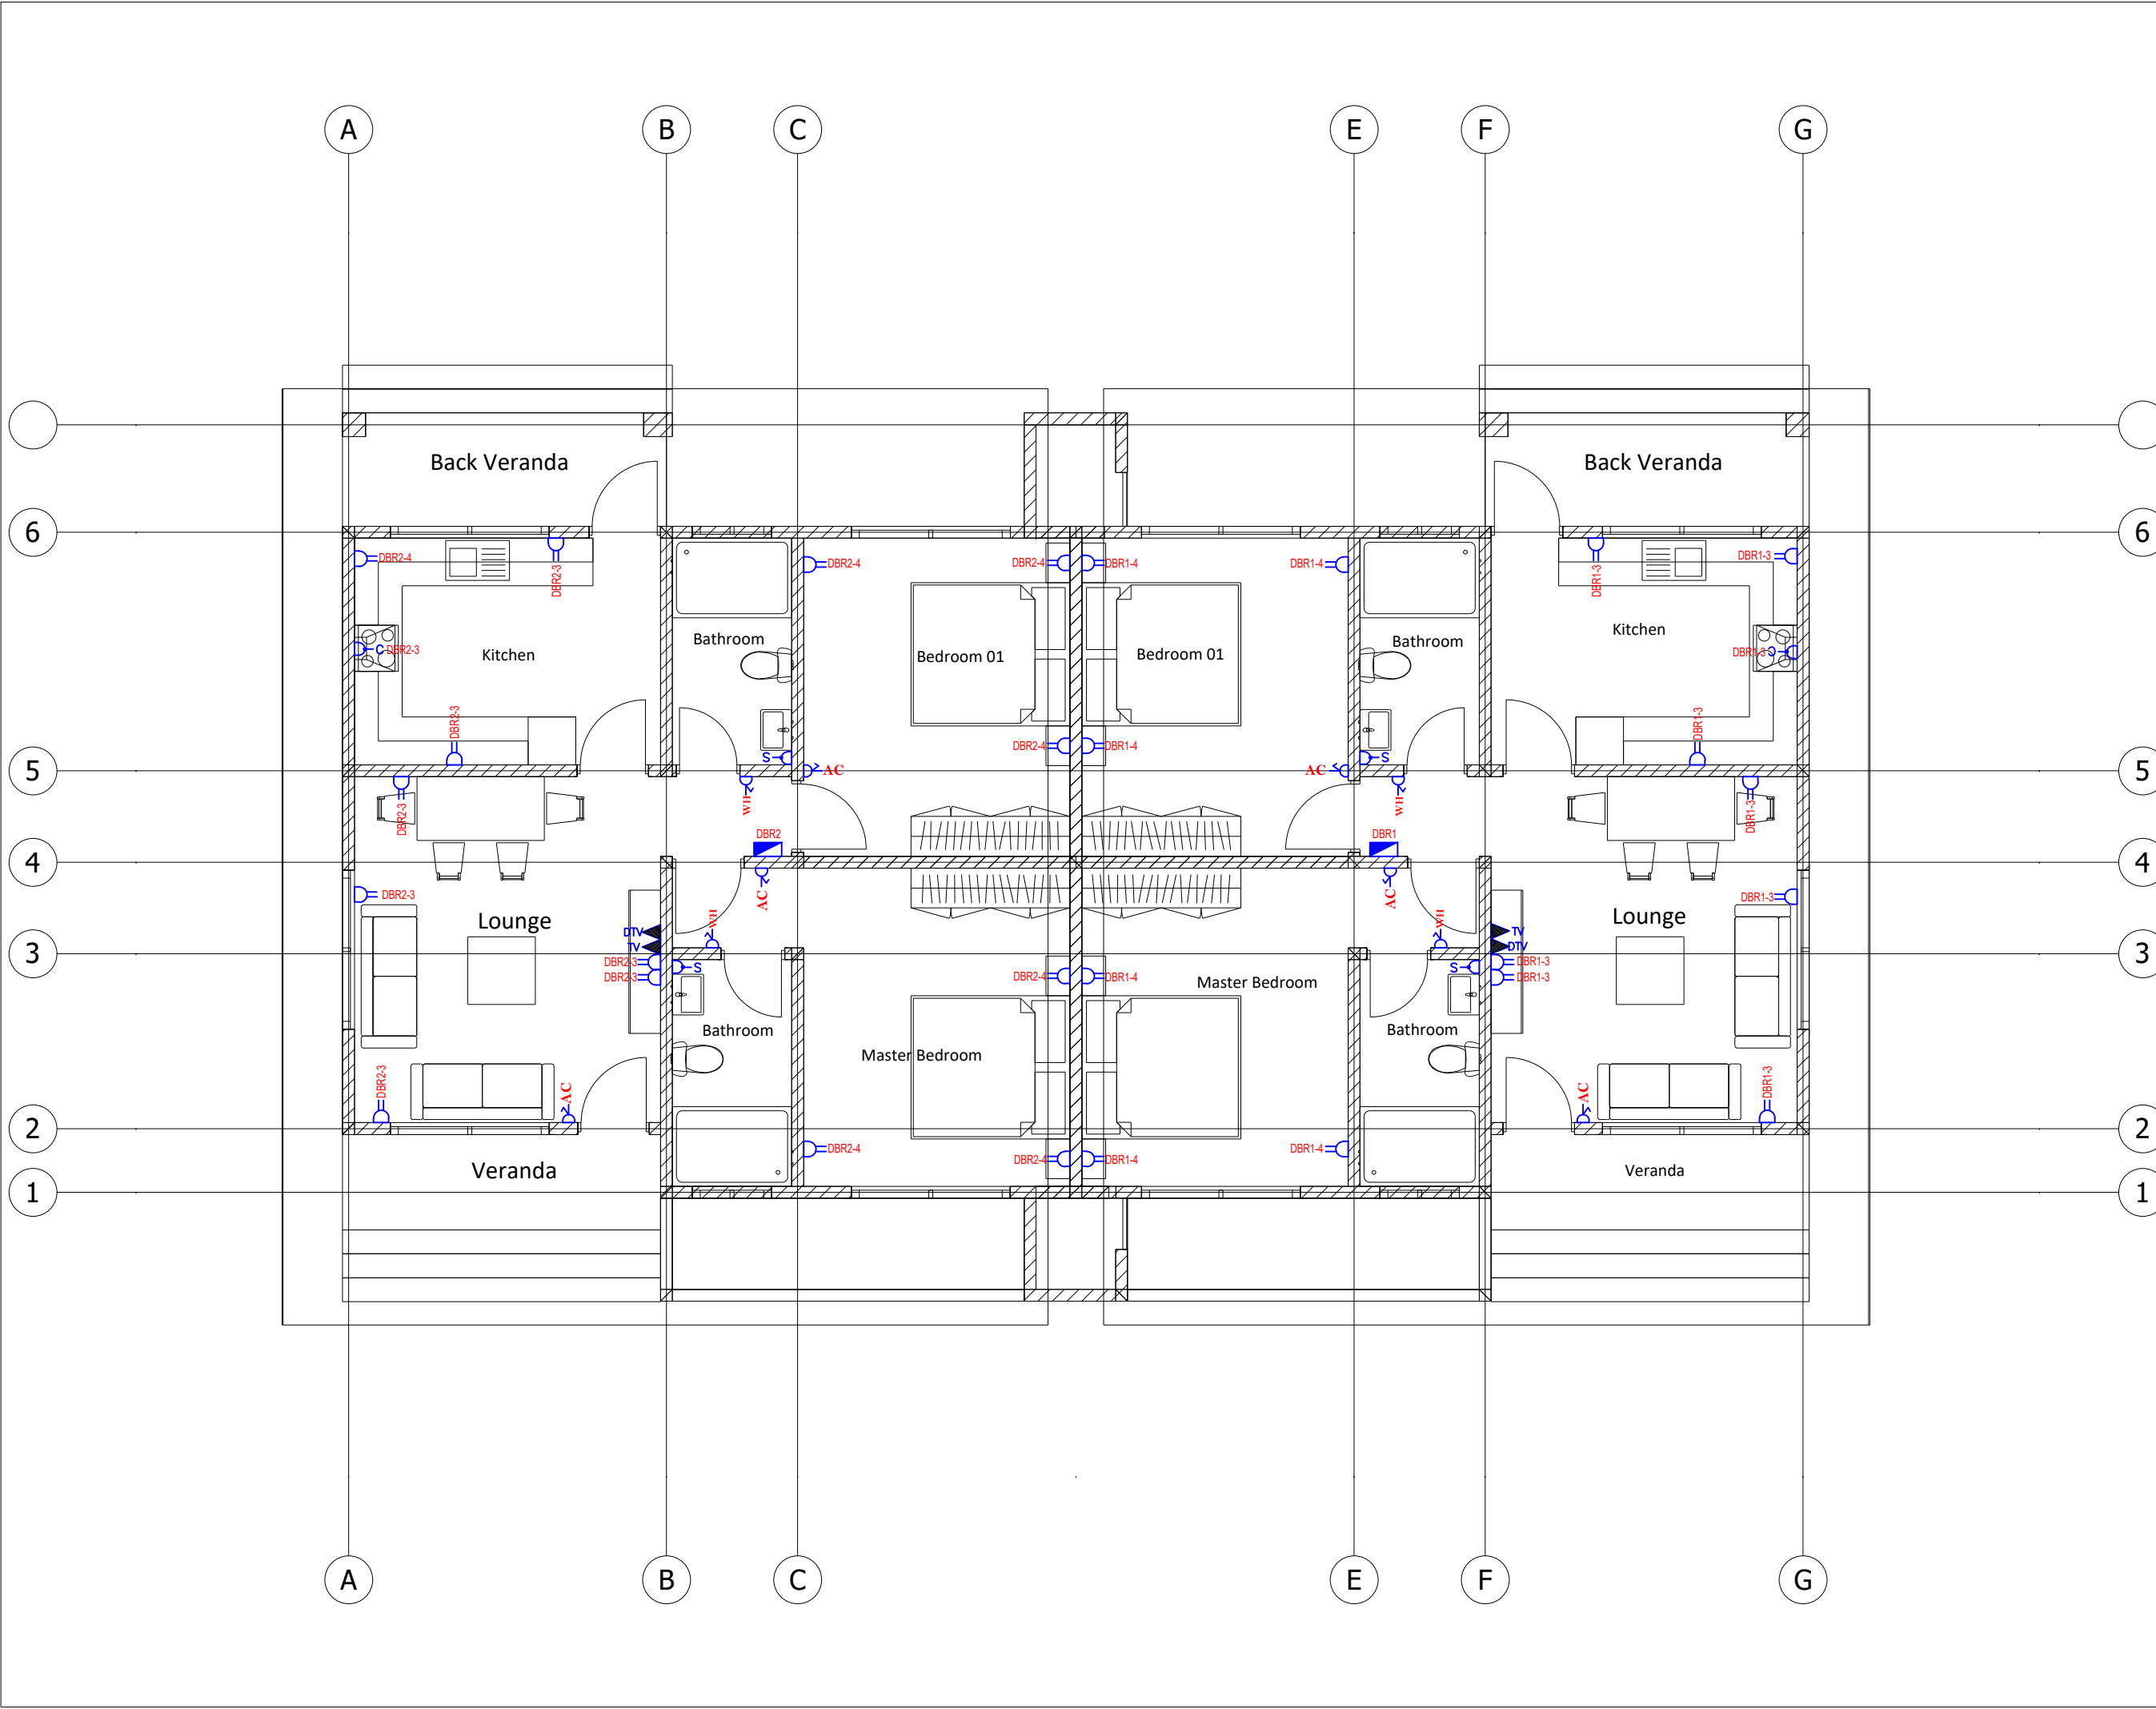 A B C E F G
Back Veranda Back Veranda
6 6
DBR2-4 DBR2-3 DBR2-4 DBR2-4 DBR1-4 DBR1-4 DBR1-3 DBR1-3
Kitchen Bathroom Bedroom 01 Bedroom 01 Bathroom Kitchen
C DBR2-3 DBR1-3 C
DBR2-3 DBR2-4 DBR1-4 DBR1-3
S S
5 AC AC 5
DBR2-3 WH WH DBR1-3
DBR2 DBR1
4 4
DBR2-3 AC AC DBR1-3
Lounge WH WH Lounge
DTV TV
TV DTV
3 3
DBR2-3 S S DBR1-3
DBR2-3 DBR2-4 DBR1-4 DBR1-3
Master Bedroom
Bathroom Bathroom
Master Bedroom
DBR2-3 AC AC DBR1-3
2 2
DBR2-4 DBR2-4 DBR1-4 DBR1-4
Veranda Veranda
1 1
A B C E F G